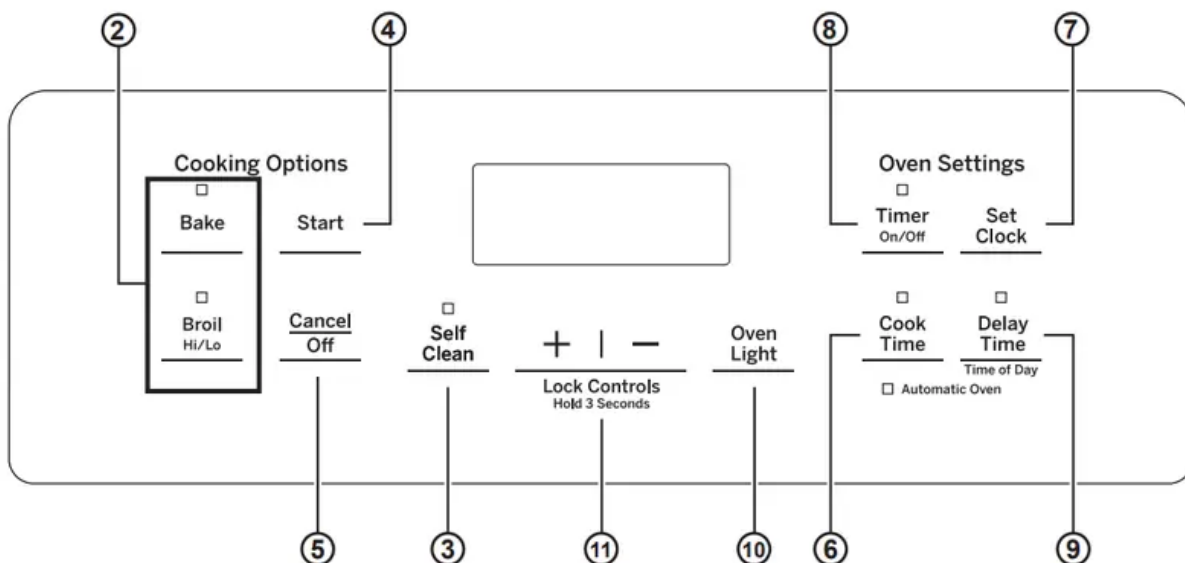 2
4
8
7
Cooking Options
Oven Settings
Bake
Start
Timer
On/Off
Set
Clock
Broil
Hi/Lo
Cancel
Off
Self
Clean
+ | −
Lock Controls
Hold 3 Seconds
Oven
Light
Cook
Time
Delay
Time
Time of Day
Automatic Oven
5
3
11
10
6
9